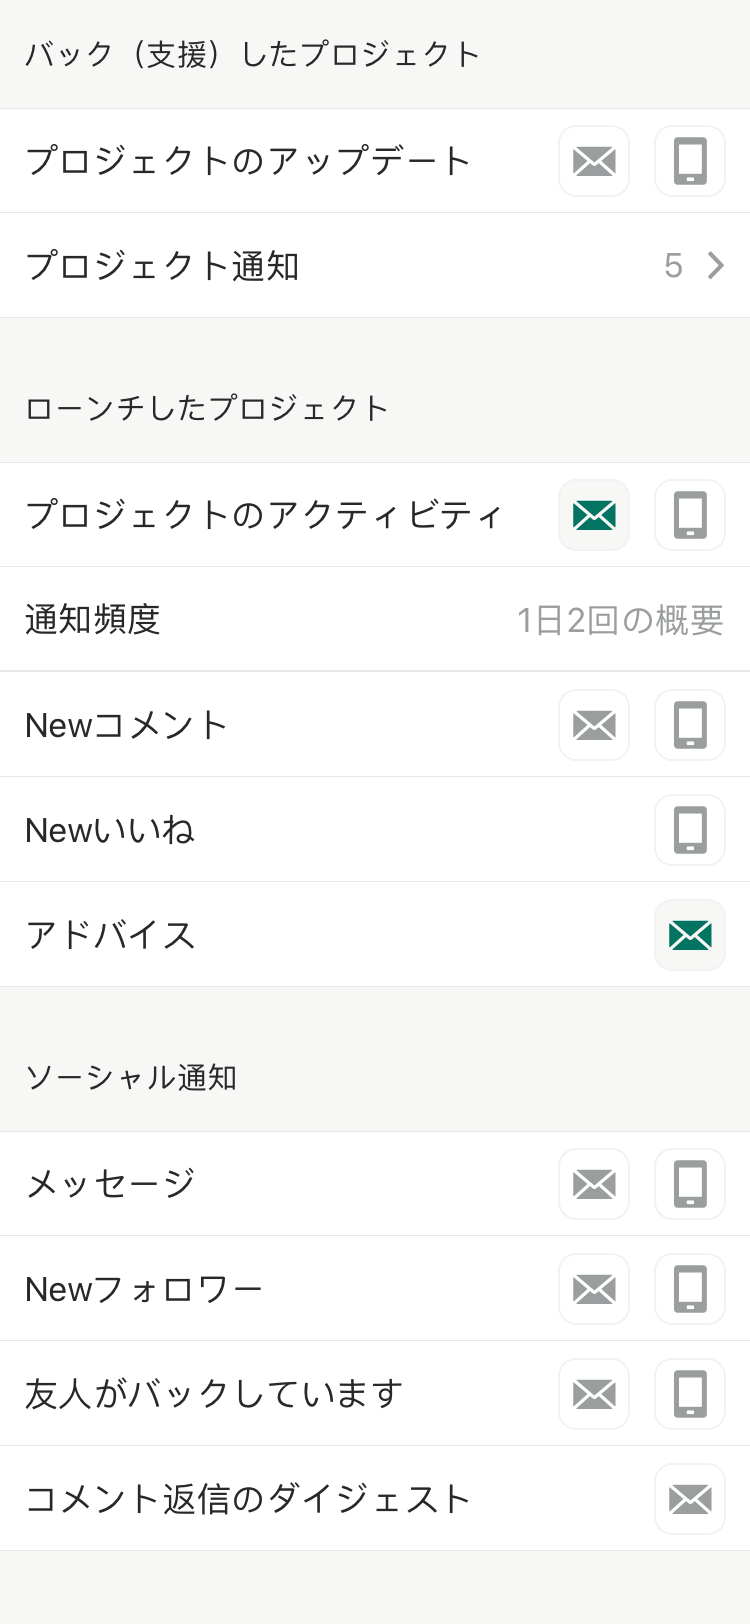 バック（支援）したプロジェクト
プロジェクトのアップデート
プロジェクト通知 5
ローンチしたプロジェクト
プロジェクトのアクティビティ
通知頻度 1日2回の概要
Newコメント
Newいいね
アドバイス
ソーシャル通知
メッセージ
Newフォロワー
友人がバックしています
コメント返信のダイジェスト